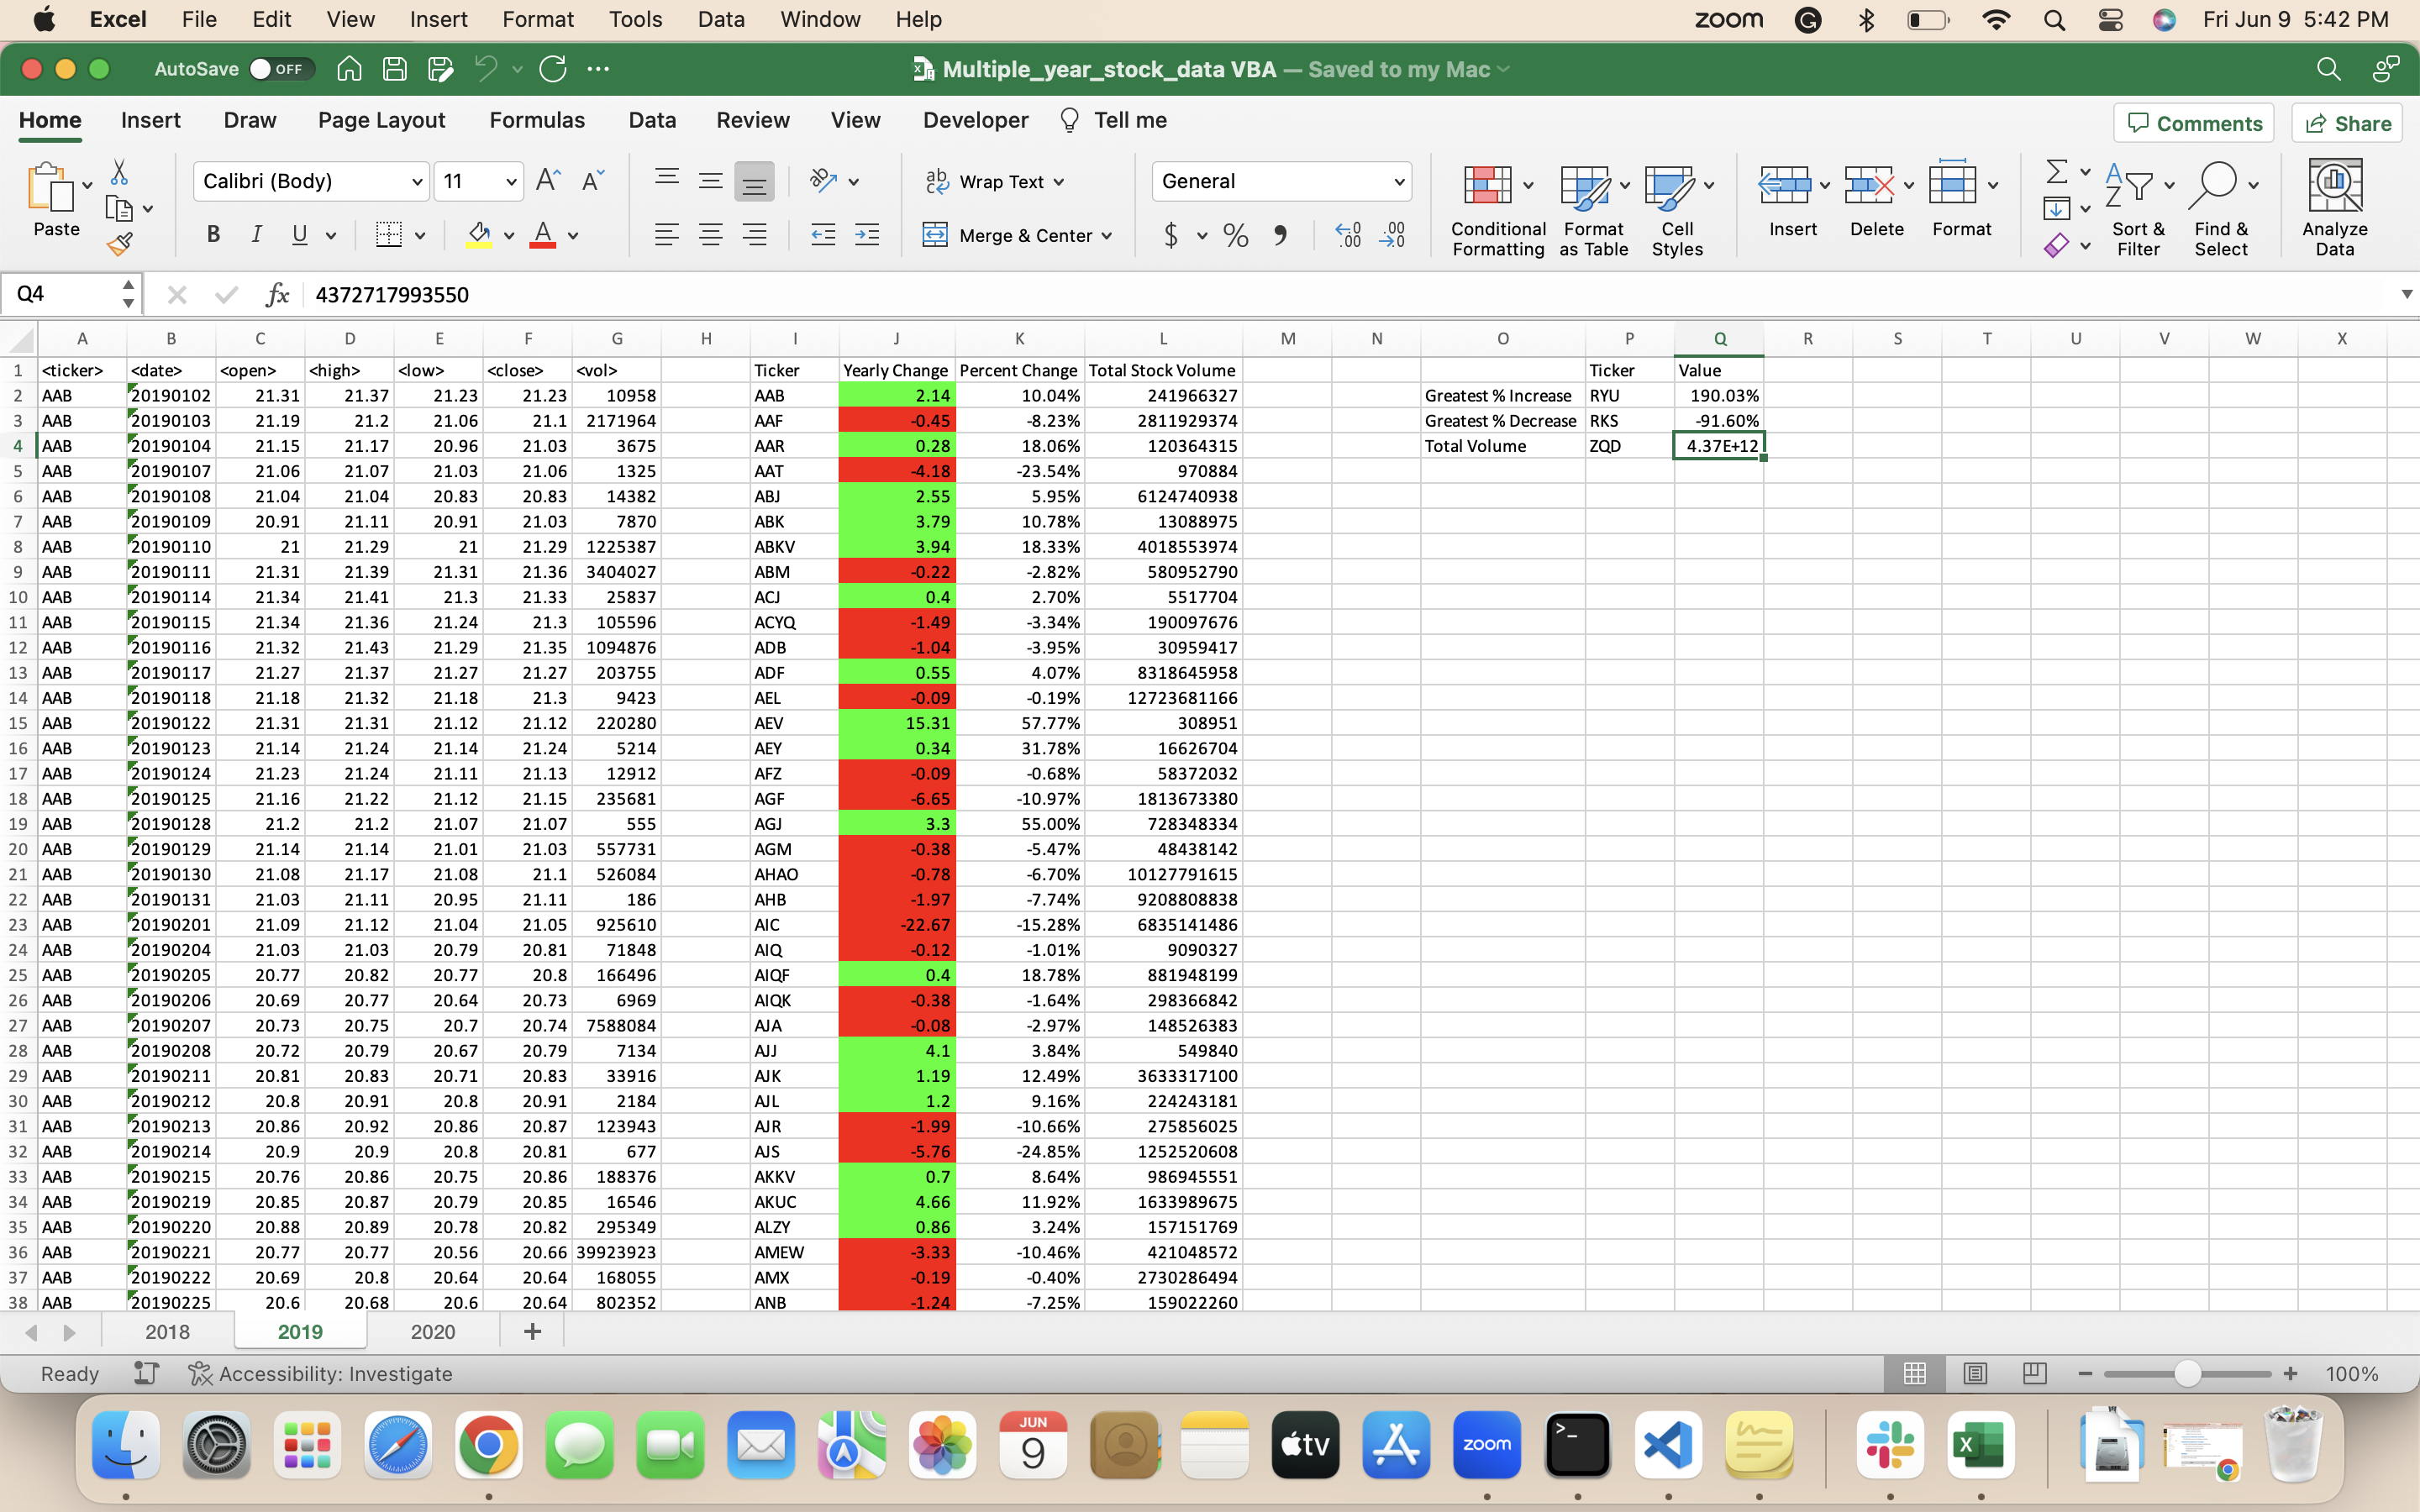 Excel File Edit View Insert Format Tools Data Window Help zoom Fri Jun 9 5:42 PM
AutoSave OFF Multiple_year_stock_data VBA — Saved to my Mac
Home Insert Draw Page Layout Formulas Data Review View Developer Tell me Comments Share
Calibri (Body) 11 Wrap Text General
Paste Merge & Center Conditional Formatting Format as Table Cell Styles Insert Delete Format Sort & Filter Find & Select Analyze Data
Q4 fx 4372717993550
A B C D E F G H I J K L M N O P Q R S T U V W X
1 <ticker> <date> <open> <high> <low> <close> <vol> Ticker Yearly Change Percent Change Total Stock Volume Ticker Value
2 AAB 20190102 21.31 21.37 21.23 21.23 10958 AAB 2.14 10.04% 241966327 Greatest % Increase RYU 190.03%
3 AAB 20190103 21.19 21.2 21.06 21.1 2171964 AAF -0.45 -8.23% 2811929374 Greatest % Decrease RKS -91.60%
4 AAB 20190104 21.15 21.17 20.96 21.03 3675 AAR 0.28 18.06% 120364315 Total Volume ZQD 4.37E+12
5 AAB 20190107 21.06 21.07 21.03 21.06 1325 AAT -4.18 -23.54% 970884
6 AAB 20190108 21.04 21.04 20.83 20.83 14382 ABJ 2.55 5.95% 6124740938
7 AAB 20190109 20.91 21.11 20.91 21.03 7870 ABK 3.79 10.78% 13088975
8 AAB 20190110 21 21.29 21 21.29 1225387 ABKV 3.94 18.33% 4018553974
9 AAB 20190111 21.31 21.39 21.31 21.36 3404027 ABM -0.22 -2.82% 580952790
10 AAB 20190114 21.34 21.41 21.3 21.33 25837 ACJ 0.4 2.70% 5517704
11 AAB 20190115 21.34 21.36 21.24 21.3 105596 ACYQ -1.49 -3.34% 190097676
12 AAB 20190116 21.32 21.43 21.29 21.35 1094876 ADB -1.04 -3.95% 30959417
13 AAB 20190117 21.27 21.37 21.27 21.27 203755 ADF 0.55 4.07% 8318645958
14 AAB 20190118 21.18 21.32 21.18 21.3 9423 AEL -0.09 -0.19% 12723681166
15 AAB 20190122 21.31 21.31 21.12 21.12 220280 AEV 15.31 57.77% 308951
16 AAB 20190123 21.14 21.24 21.14 21.24 5214 AEY 0.34 31.78% 16626704
17 AAB 20190124 21.23 21.24 21.11 21.13 12912 AFZ -0.09 -0.68% 58372032
18 AAB 20190125 21.16 21.22 21.12 21.15 235681 AGF -6.65 -10.97% 1813673380
19 AAB 20190128 21.2 21.2 21.07 21.07 555 AGJ 3.3 55.00% 728348334
20 AAB 20190129 21.14 21.14 21.01 21.03 557731 AGM -0.38 -5.47% 48438142
21 AAB 20190130 21.08 21.17 21.08 21.1 526084 AHAO -0.78 -6.70% 10127791615
22 AAB 20190131 21.03 21.11 20.95 21.11 186 AHB -1.97 -7.74% 9208808838
23 AAB 20190201 21.09 21.12 21.04 21.05 925610 AIC -22.67 -15.28% 6835141486
24 AAB 20190204 21.03 21.03 20.79 20.81 71848 AIQ -0.12 -1.01% 9090327
25 AAB 20190205 20.77 20.82 20.77 20.8 166496 AIQF 0.4 18.78% 881948199
26 AAB 20190206 20.69 20.77 20.64 20.73 6969 AIQK -0.38 -1.64% 298366842
27 AAB 20190207 20.73 20.75 20.7 20.74 7588084 AJA -0.08 -2.97% 148526383
28 AAB 20190208 20.72 20.79 20.67 20.79 7134 AJJ 4.1 3.84% 549840
29 AAB 20190211 20.81 20.83 20.71 20.83 33916 AJK 1.19 12.49% 3633317100
30 AAB 20190212 20.8 20.91 20.8 20.91 2184 AJL 1.2 9.16% 224243181
31 AAB 20190213 20.86 20.92 20.86 20.87 123943 AJR -1.99 -10.66% 275856025
32 AAB 20190214 20.9 20.9 20.8 20.81 677 AJS -5.76 -24.85% 1252520608
33 AAB 20190215 20.76 20.86 20.75 20.86 188376 AKKV 0.7 8.64% 986945551
34 AAB 20190219 20.85 20.87 20.79 20.85 16546 AKUC 4.66 11.92% 1633989675
35 AAB 20190220 20.88 20.89 20.78 20.82 295349 ALZY 0.86 3.24% 157151769
36 AAB 20190221 20.77 20.77 20.56 20.66 39923923 AMEW -3.33 -10.46% 421048572
37 AAB 20190222 20.69 20.8 20.64 20.64 168055 AMX -0.19 -0.40% 2730286494
38 AAB 20190225 20.6 20.68 20.6 20.64 802352 ANB -1.24 -7.25% 159022260
2018 2019 2020 +
Ready Accessibility: Investigate 100%
JUN 9 tv zoom